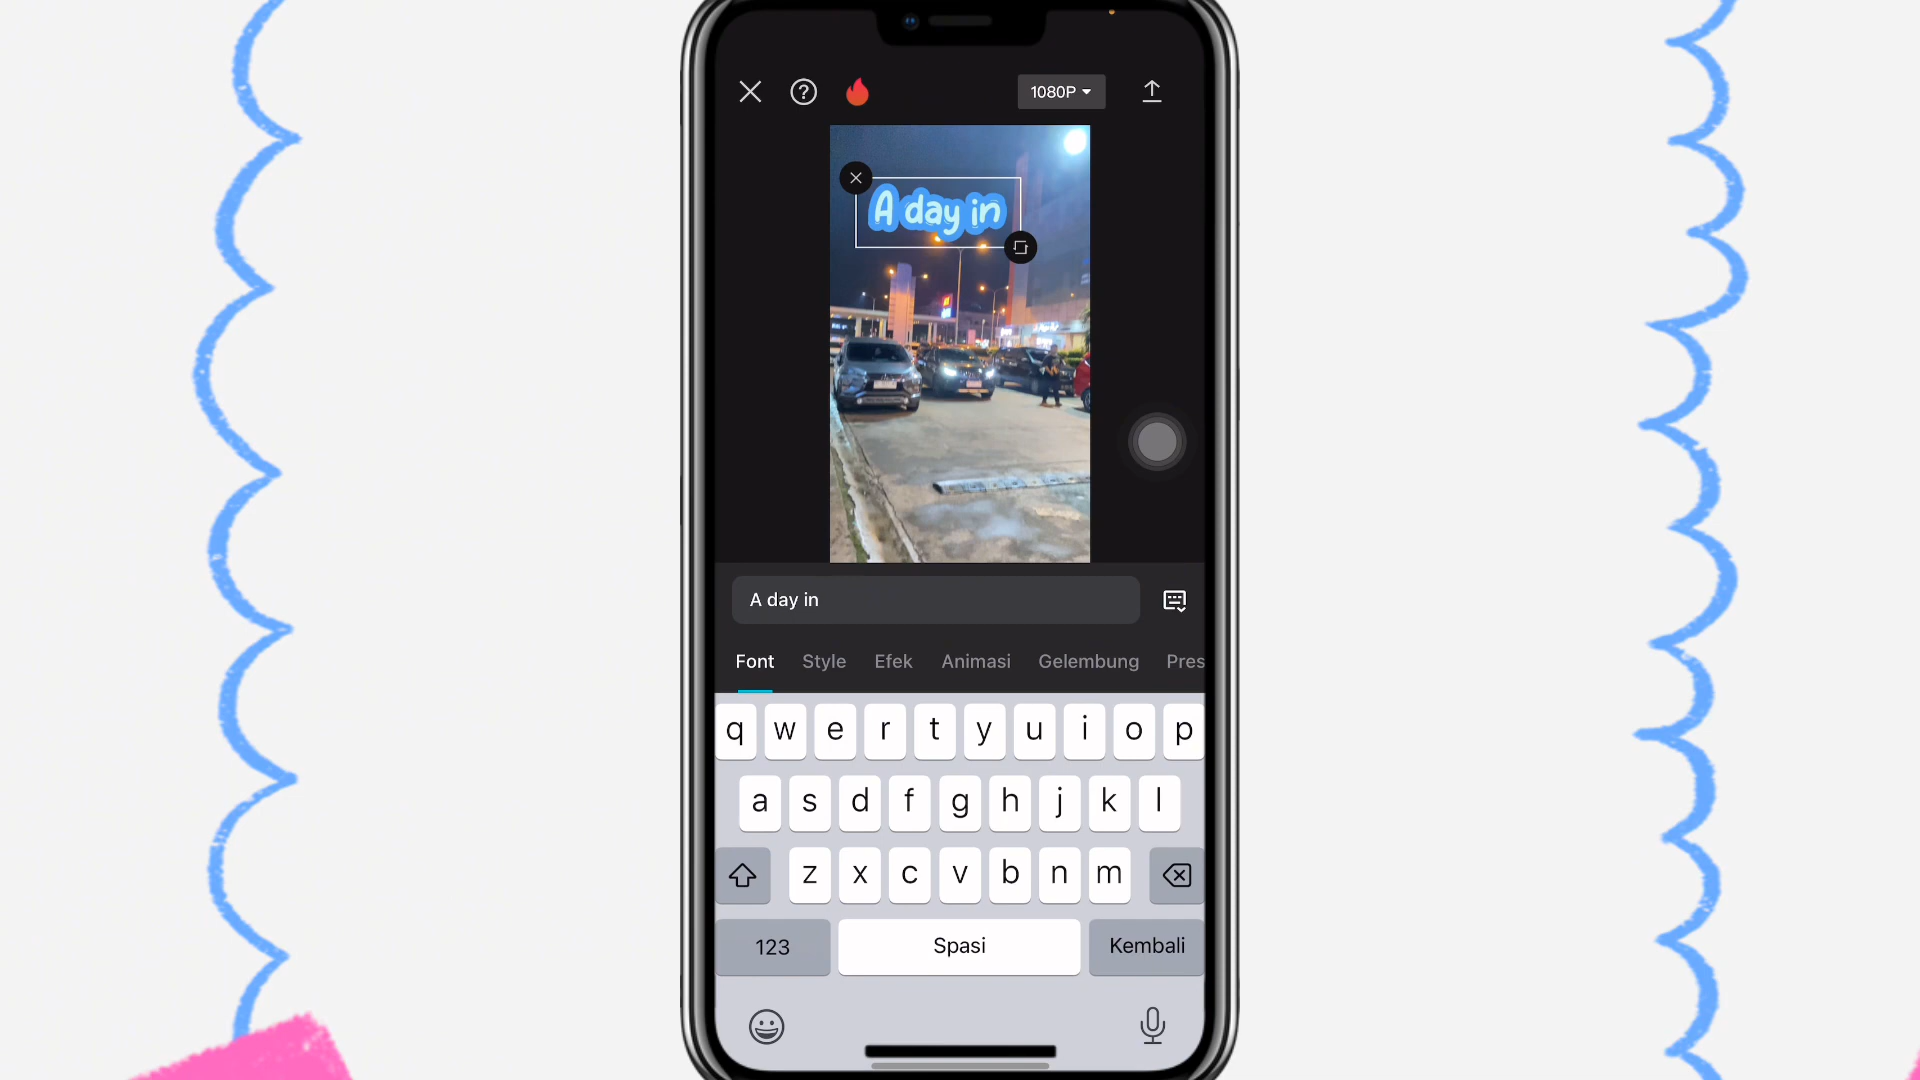 1080P
A day in
A day in
Font Style Efek Animasi Gelembung Pres
q w e r t y u i o p
a s d f g h j k l
z x c v b n m
123 Spasi Kembali